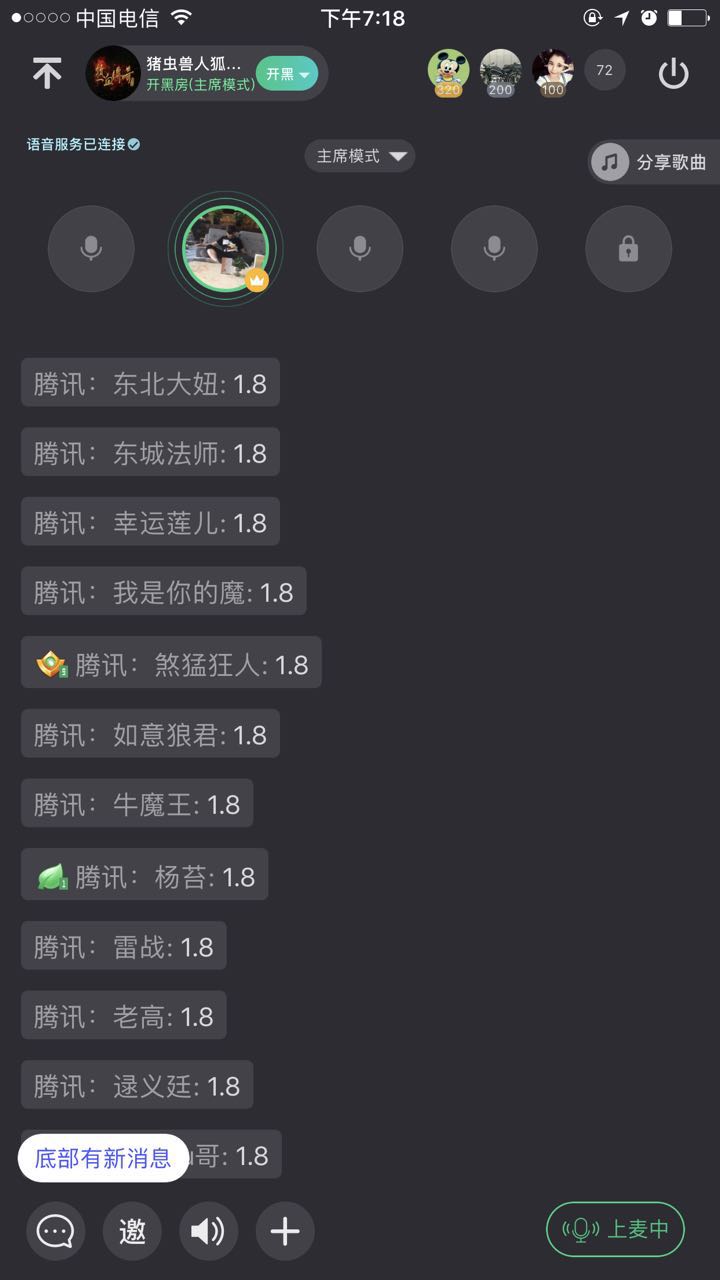 中国电信
下午7:18
猪虫兽人狐...
开黑房(主席模式)
开黑
320
200
100
72
语音服务已连接
主席模式
分享歌曲
腾讯: 东北大妞: 1.8
腾讯: 东城法师: 1.8
腾讯: 幸运莲儿: 1.8
腾讯: 我是你的魔: 1.8
腾讯: 煞猛狂人: 1.8
腾讯: 如意狼君: 1.8
腾讯: 牛魔王: 1.8
腾讯: 杨苔: 1.8
腾讯: 雷战: 1.8
腾讯: 老高: 1.8
腾讯: 逯义廷: 1.8
哥: 1.8
底部有新消息
邀
上麦中